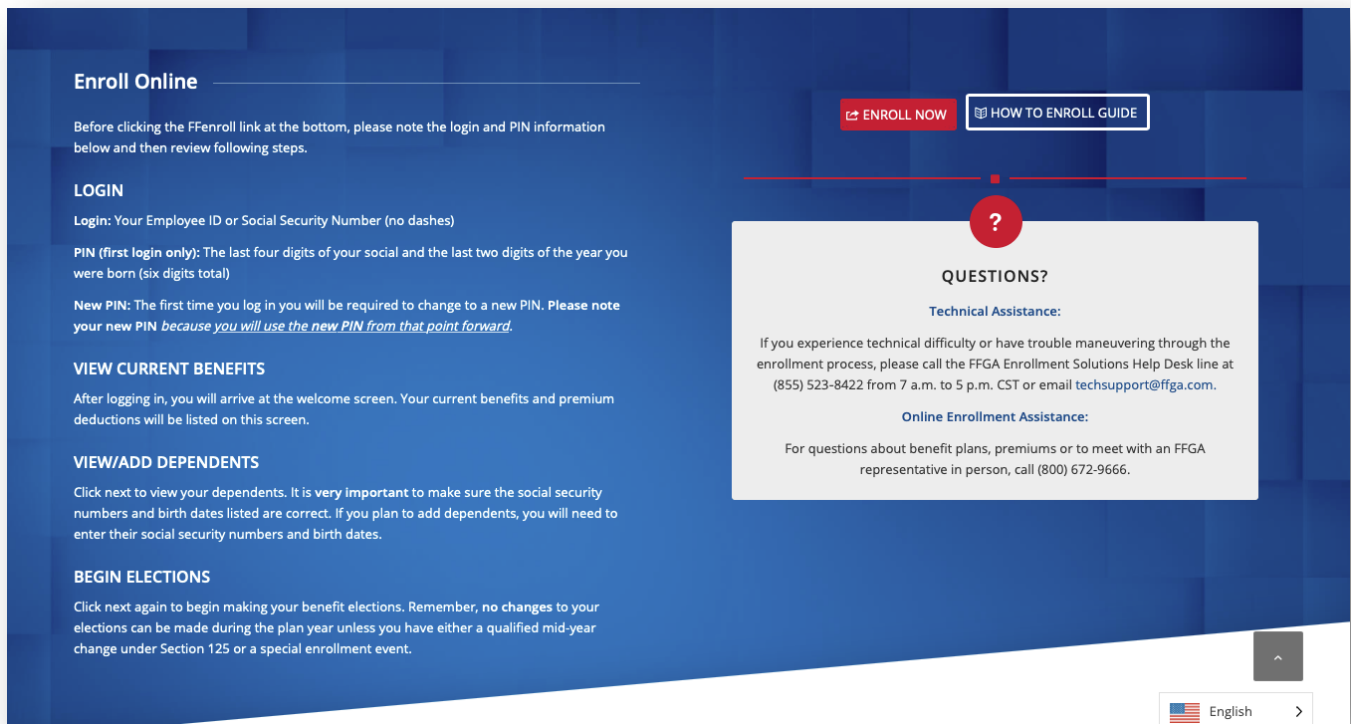 Enroll Online
Before clicking the FFenroll link at the bottom, please note the login and PIN information
below and then review following steps.
LOGIN
Login: Your Employee ID or Social Security Number (no dashes)
PIN (first login only): The last four digits of your social and the last two digits of the year you
were born (six digits total)
New PIN: The first time you log in you will be required to change to a new PIN. Please note
your new PIN because you will use the new PIN from that point forward.
VIEW CURRENT BENEFITS
After logging in, you will arrive at the welcome screen. Your current benefits and premium
deductions will be listed on this screen.
VIEW/ADD DEPENDENTS
Click next to view your dependents. It is very important to make sure the social security
numbers and birth dates listed are correct. If you plan to add dependents, you will need to
enter their social security numbers and birth dates.
BEGIN ELECTIONS
Click next again to begin making your benefit elections. Remember, no changes to your
elections can be made during the plan year unless you have either a qualified mid-year
change under Section 125 or a special enrollment event.
ENROLL NOW
HOW TO ENROLL GUIDE
?
QUESTIONS?
Technical Assistance:
If you experience technical difficulty or have trouble maneuvering through the
enrollment process, please call the FFGA Enrollment Solutions Help Desk line at
(855) 523-8422 from 7 a.m. to 5 p.m. CST or email techsupport@ffga.com.
Online Enrollment Assistance:
For questions about benefit plans, premiums or to meet with an FFGA
representative in person, call (800) 672-9666.
English